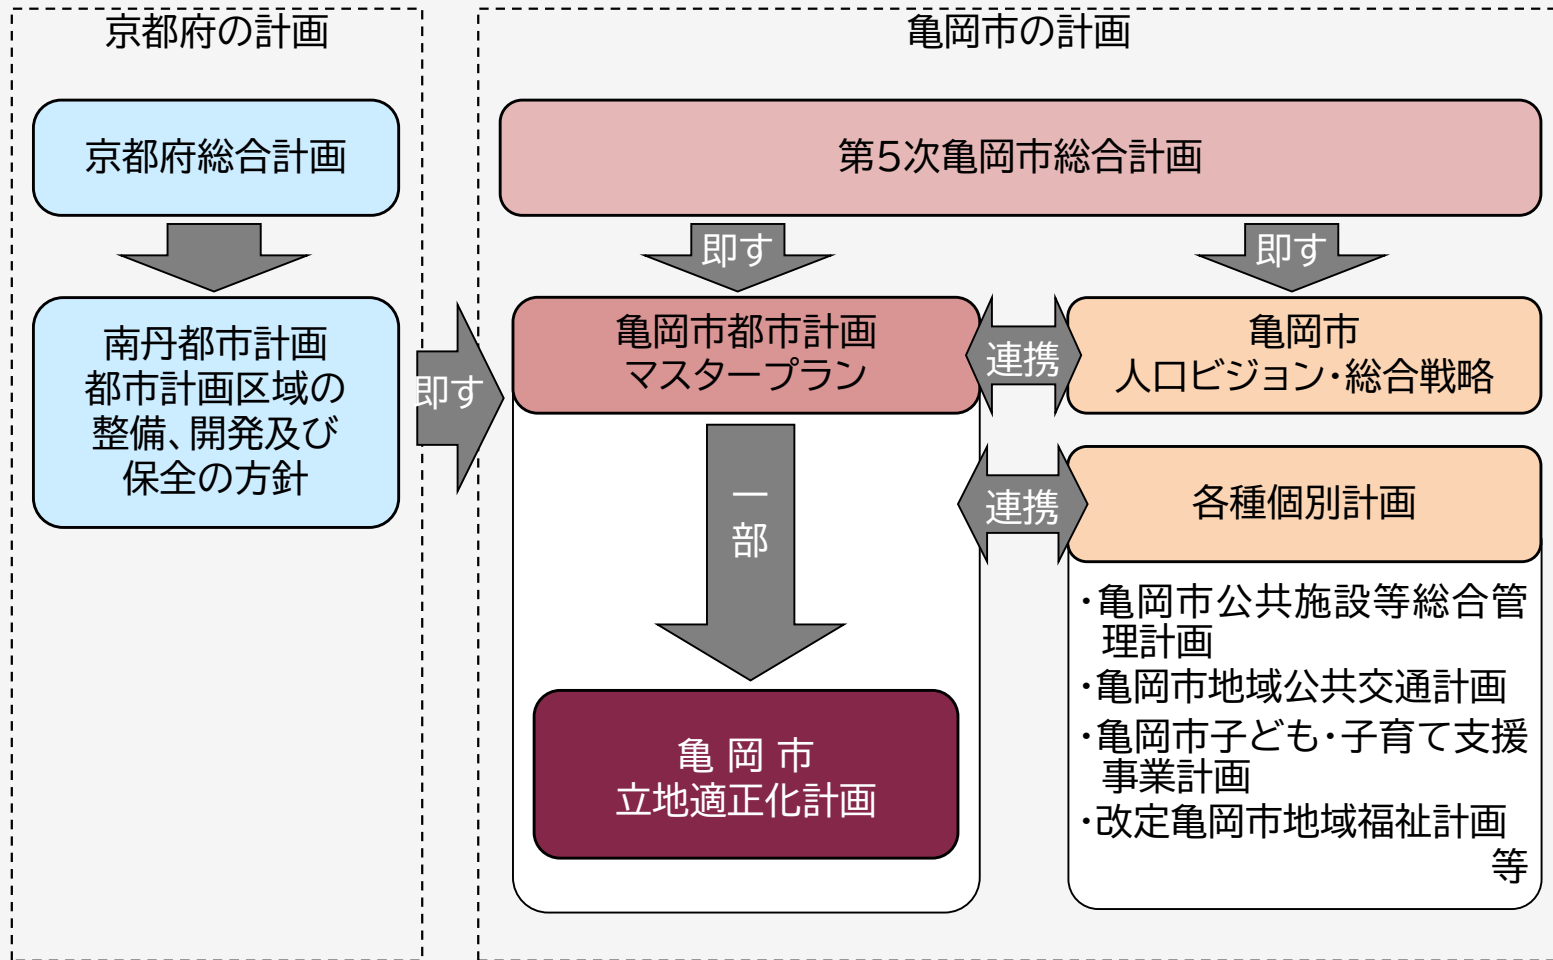 京都府の計画
京都府総合計画
南丹都市計画
都市計画区域の
整備、開発及び
保全の方針
即す
亀岡市の計画
第5次亀岡市総合計画
即す
即す
亀岡市都市計画
マスタープラン
連携
亀岡市
人口ビジョン・総合戦略
一
部
連携
各種個別計画
・亀岡市公共施設等総合管
理計画
・亀岡市地域公共交通計画
・亀岡市子ども・子育て支援
事業計画
・改定亀岡市地域福祉計画
等
亀 岡 市
立地適正化計画